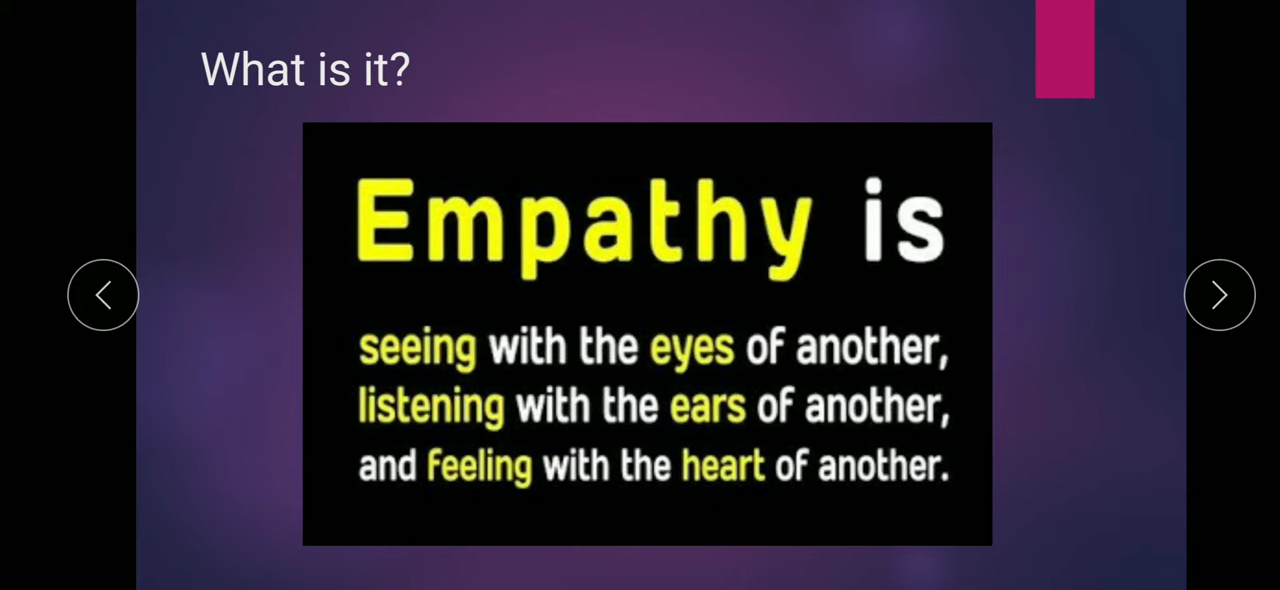 What is it?
Empathy is
seeing with the eyes of another,
listening with the ears of another,
and feeling with the heart of another.